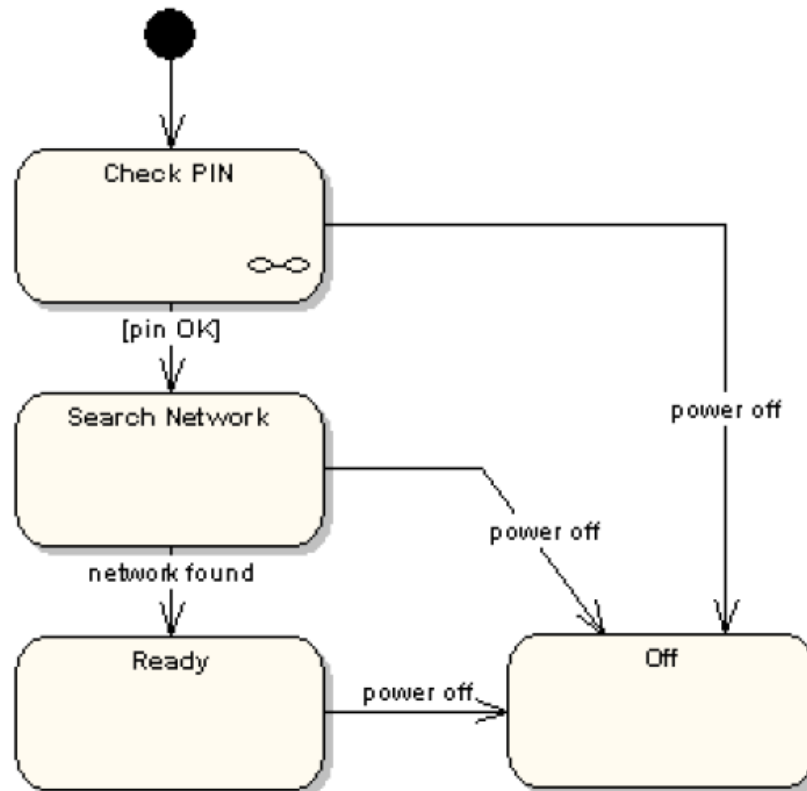 Check PIN
[pin OK]
Search Network
power off
power off
network found
Ready
Off
power off